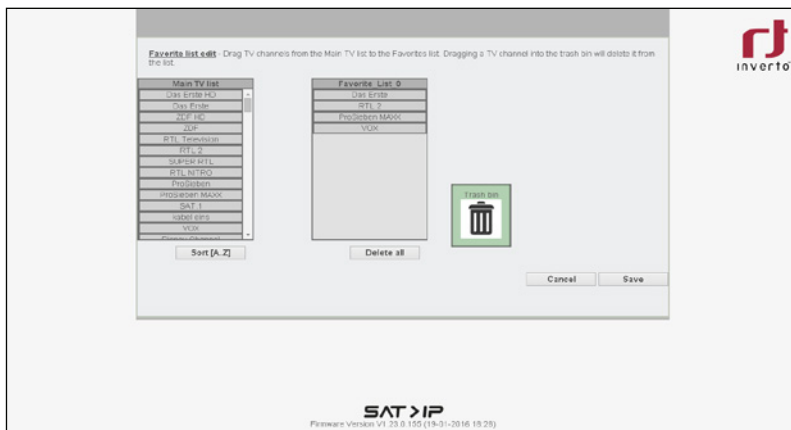 Favorite list edit - Drag TV channels from the Main TV list to the Favorites list. Dragging a TV channel into the trash bin will delete it from
the list.
inverto
Main TV list
Das Erste HD
Das Erste
ZDF HD
ZDF
RTL Television
RTL 2
SUPER RTL
RTL NITRO
ProSieben
ProSieben MAXX
SAT.1
kabel eins
VOX
Disney Channel
Sort [A..Z]
Favorite List 0
Das Erste
RTL 2
ProSieben MAXX
VOX
Delete all
Trash bin
Cancel
Save
SAT>IP
Firmware Version V1.23.0.155 (19-01-2016 18:28)